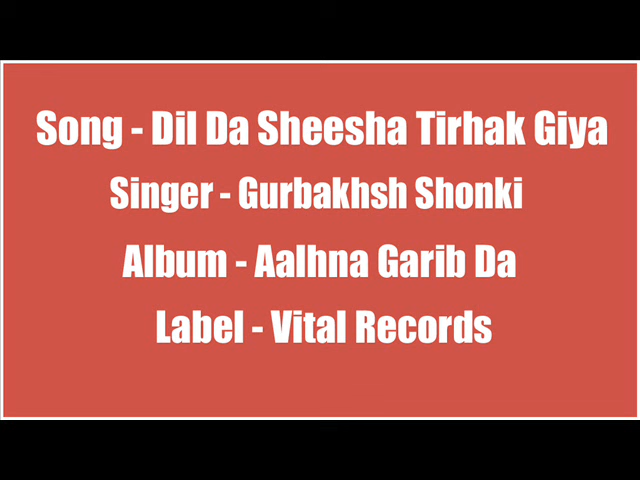 Song - Dil Da Sheesha Tirhak Giya
Singer - Gurbakhsh Shonki
Album - Aalhna Garib Da
Label - Vital Records